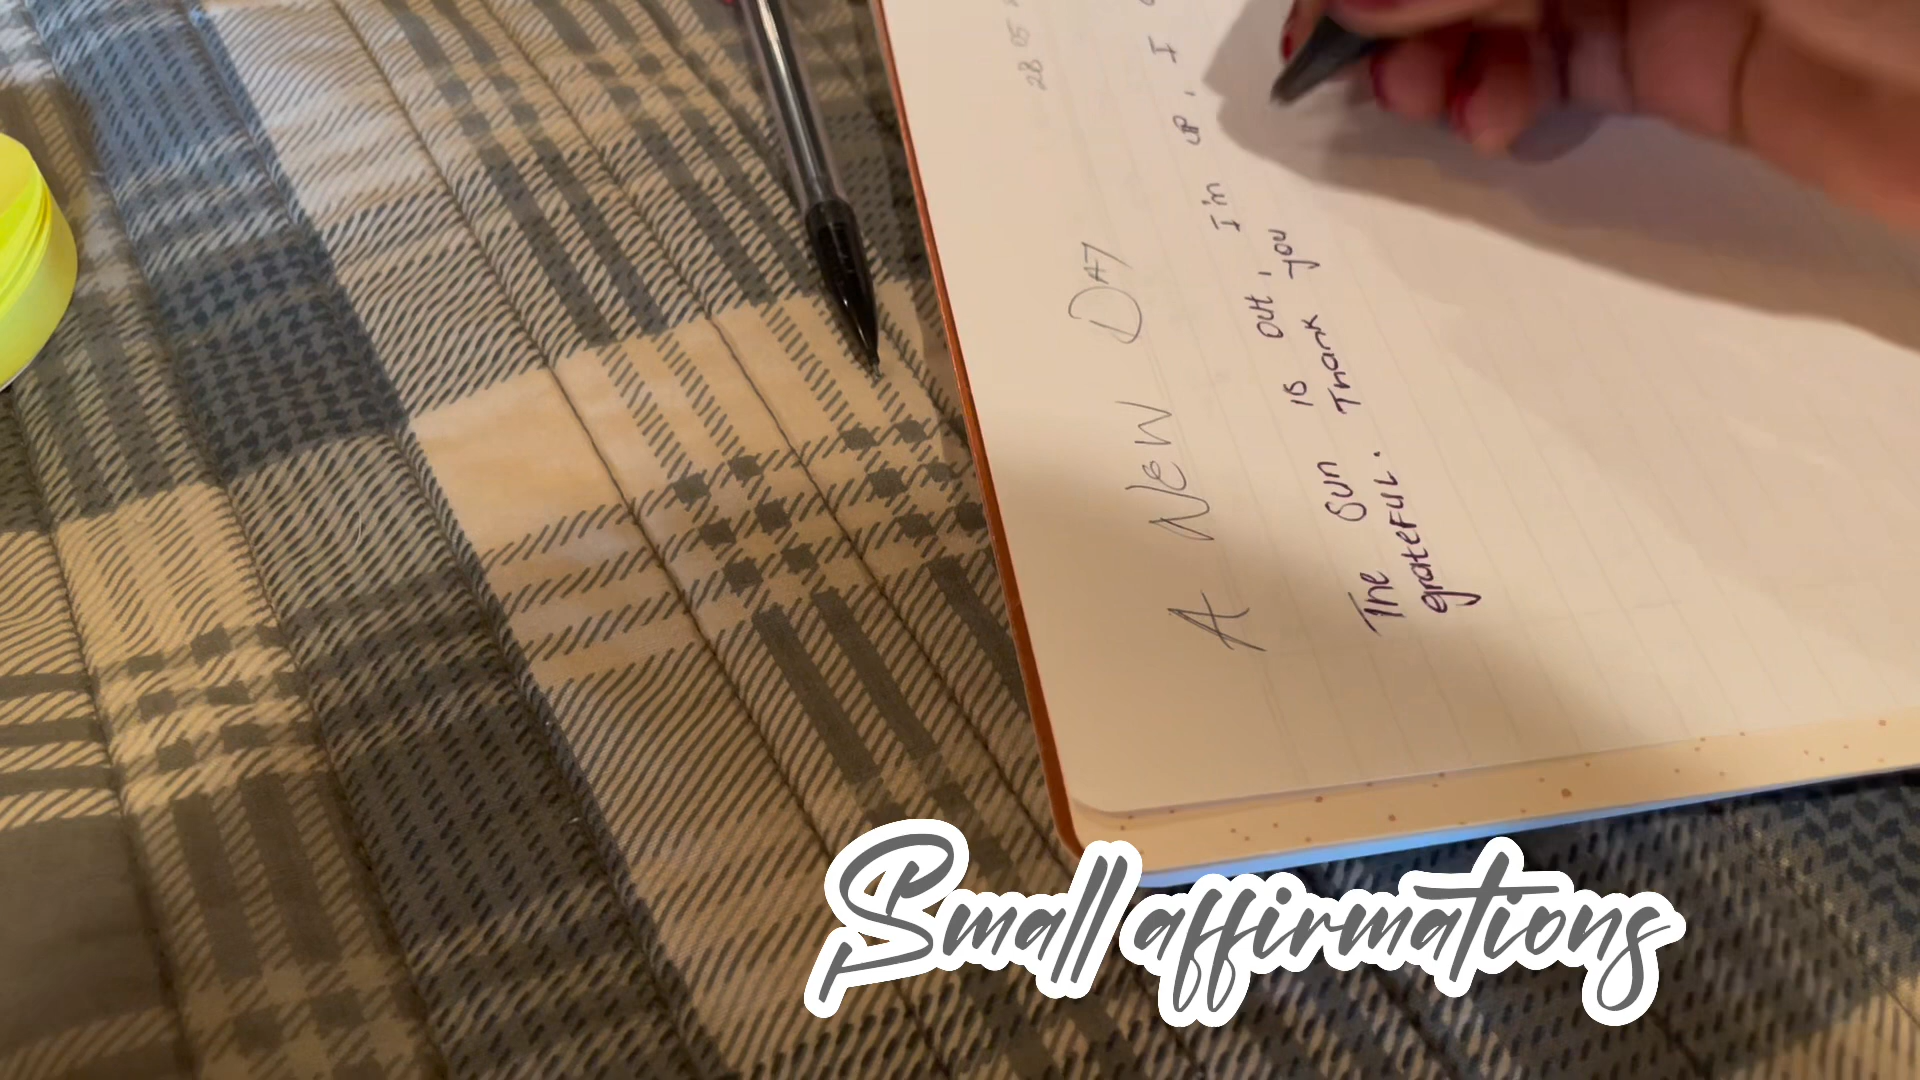 28 05
A New DAY
The sun is out, I'm up, I
grateful. Thank you
Small affirmations